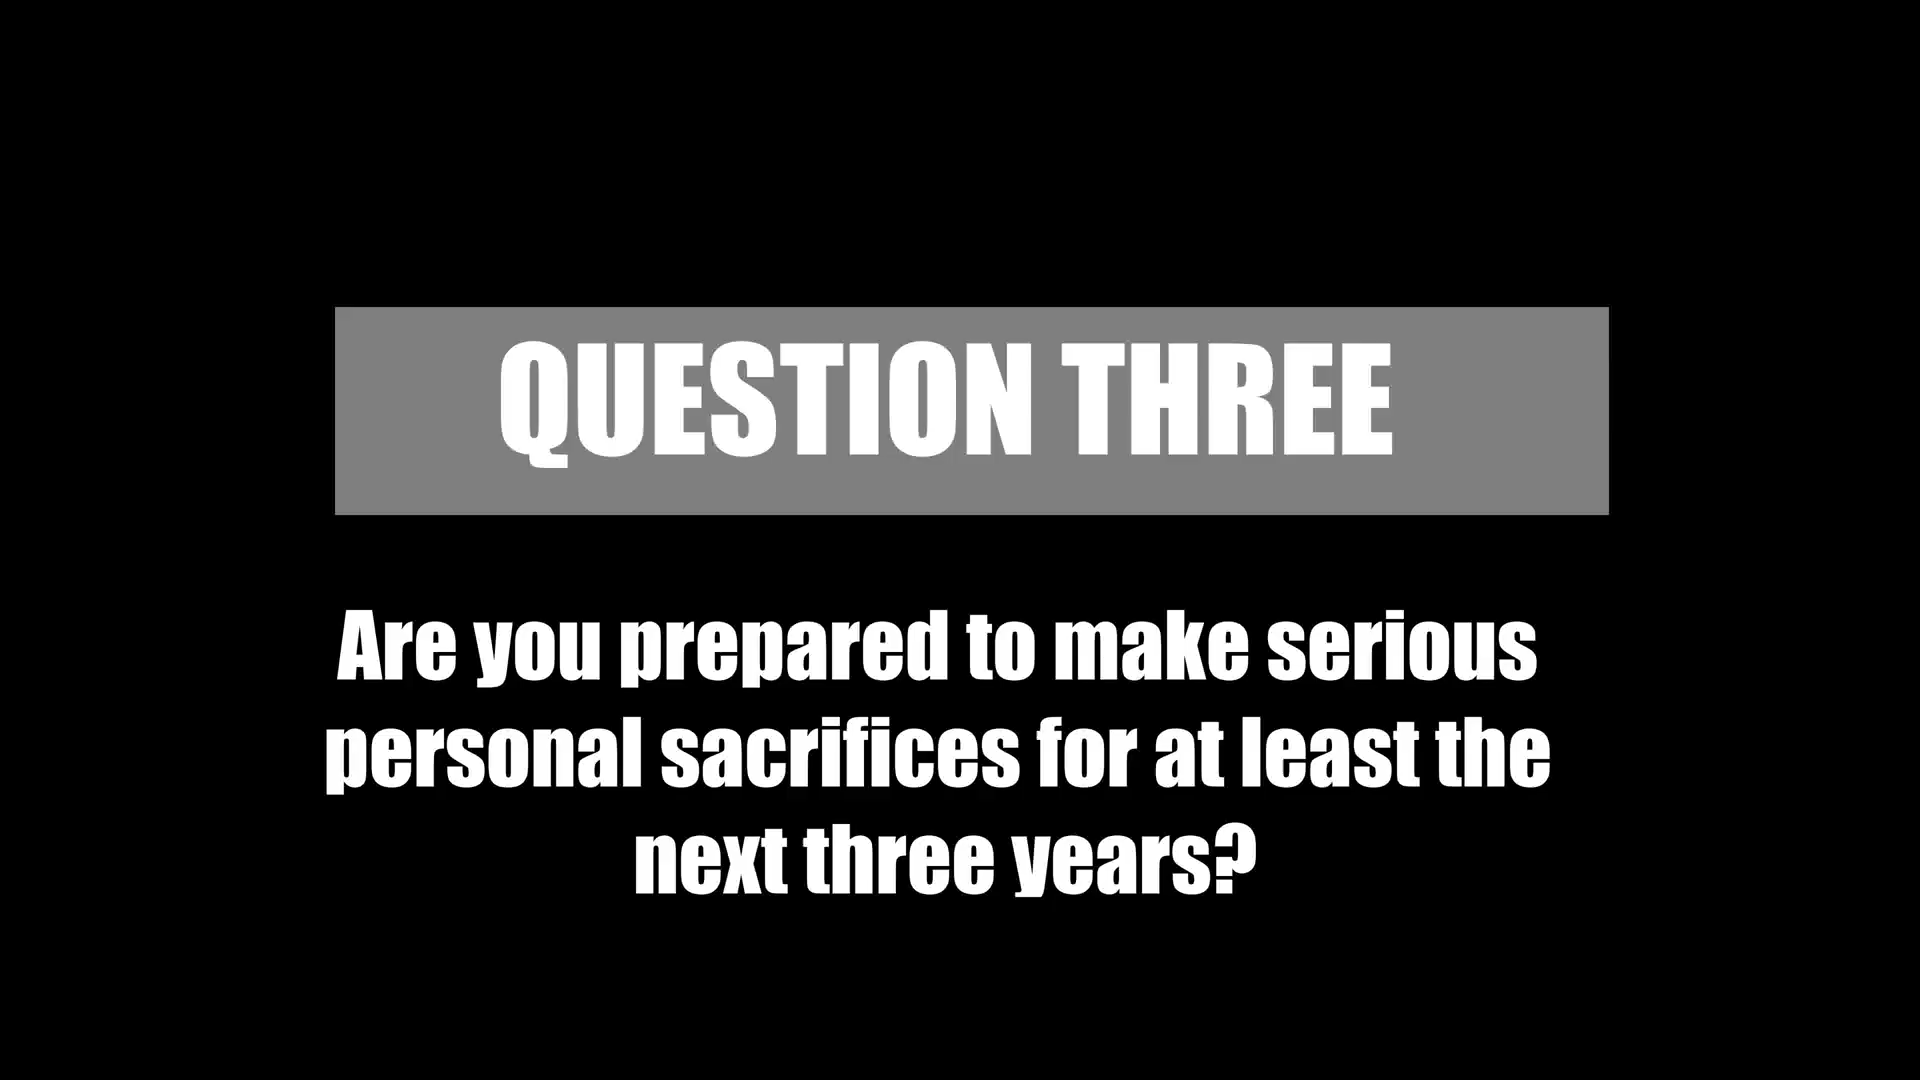 QUESTION THREE
Are you prepared to make serious
personal sacrifices for at least the
next three years?